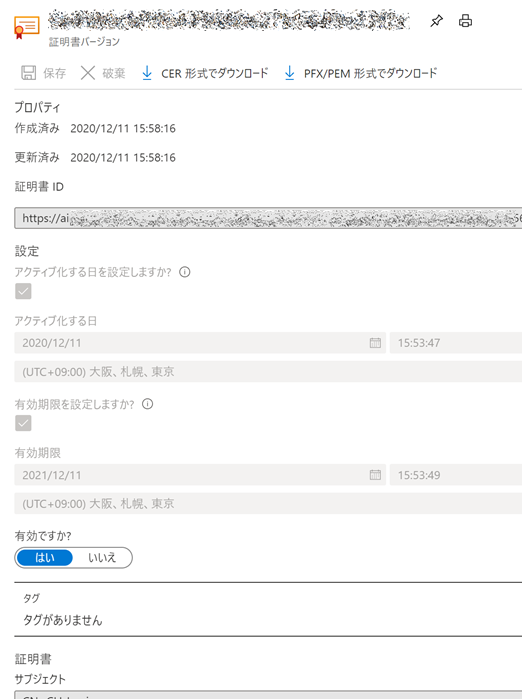 証明書バージョン
保存 破棄 CER 形式でダウンロード PFX/PEM 形式でダウンロード
プロパティ
作成済み 2020/12/11 15:58:16
更新済み 2020/12/11 15:58:16
証明書 ID
https://ai
設定
アクティブ化する日を設定しますか?
アクティブ化する日
2020/12/11 15:53:47
(UTC+09:00) 大阪、札幌、東京
有効期限を設定しますか?
有効期限
2021/12/11 15:53:49
(UTC+09:00) 大阪、札幌、東京
有効ですか?
はい いいえ
タグ
タグがありません
証明書
サブジェクト